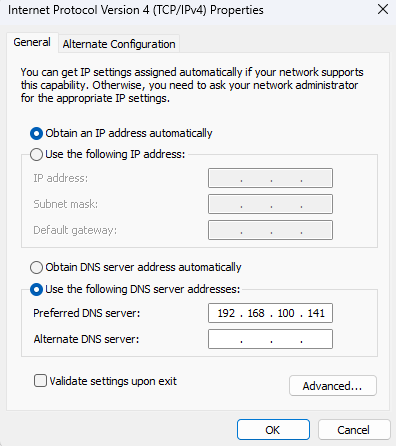 Internet Protocol Version 4 (TCP/IPv4) Properties
General
Alternate Configuration
You can get IP settings assigned automatically if your network supports
this capability. Otherwise, you need to ask your network administrator
for the appropriate IP settings.
Obtain an IP address automatically
Use the following IP address:
IP address: . . .
Subnet mask: . . .
Default gateway: . . .
Obtain DNS server address automatically
Use the following DNS server addresses:
Preferred DNS server: 192 . 168 . 100 . 141
Alternate DNS server: . . .
Validate settings upon exit
Advanced...
OK
Cancel